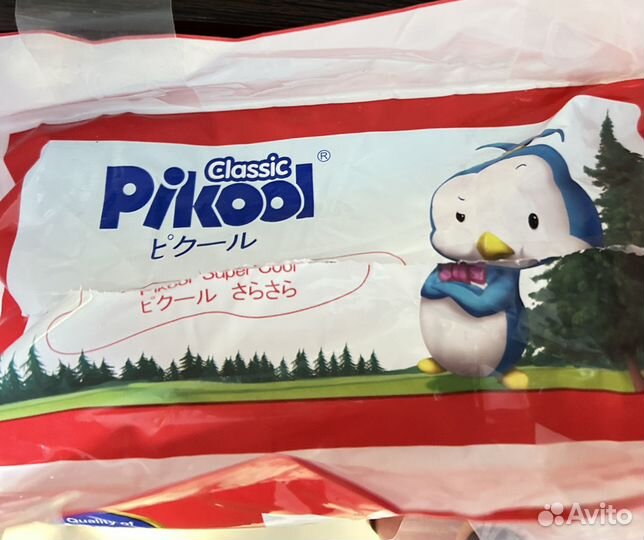 Classic
Pikool®
ピクール
Pikool Super Cool
ピクール さらさら
Quality of
Avito